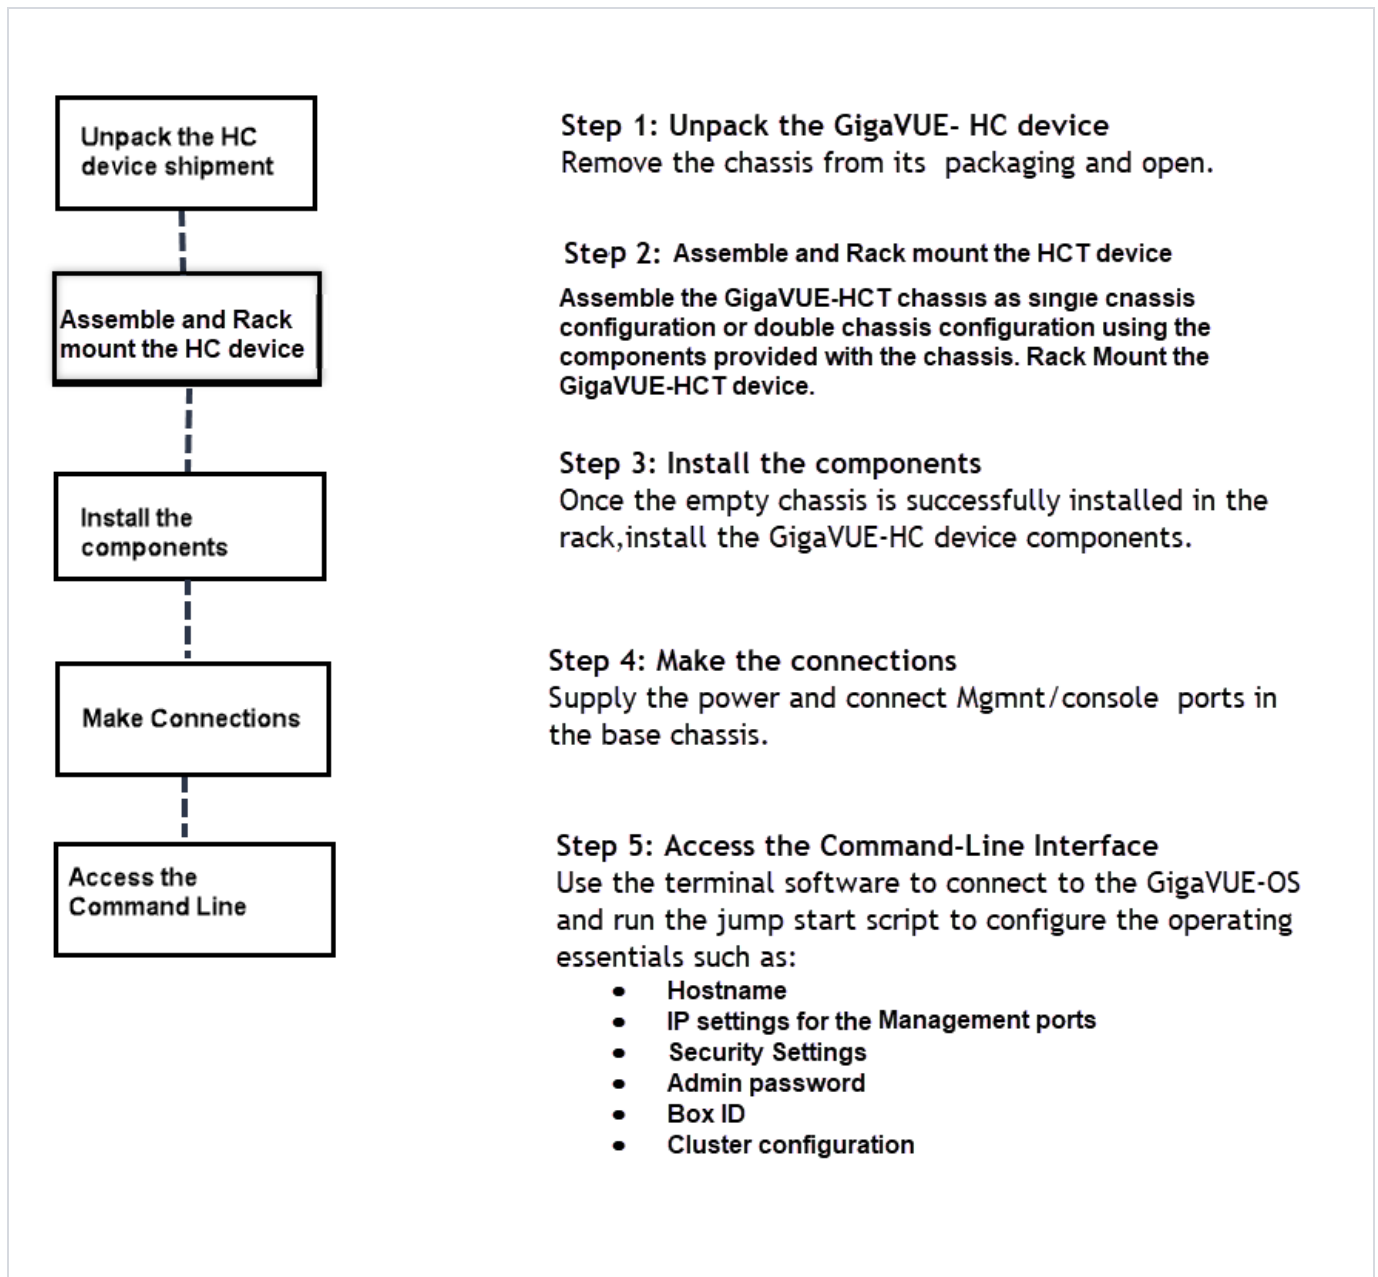 Unpack the HC
device shipment
Step 1: Unpack the GigaVUE- HC device
Remove the chassis from its  packaging and open.
Assemble and Rack
mount the HC device
Step 2: Assemble and Rack mount the HCT device
Assemble the GigaVUE-HCT chassis as single cnassis
configuration or double chassis configuration using the
components provided with the chassis. Rack Mount the
GigaVUE-HCT device.
Install the
components
Step 3: Install the components
Once the empty chassis is successfully installed in the
rack,install the GigaVUE-HC device components.
Make Connections
Step 4: Make the connections
Supply the power and connect Mgmnt/console  ports in
the base chassis.
Access the
Command Line
Step 5: Access the Command-Line Interface
Use the terminal software to connect to the GigaVUE-OS
and run the jump start script to configure the operating
essentials such as:
• Hostname
• IP settings for the Management ports
• Security Settings
• Admin password
• Box ID
• Cluster configuration